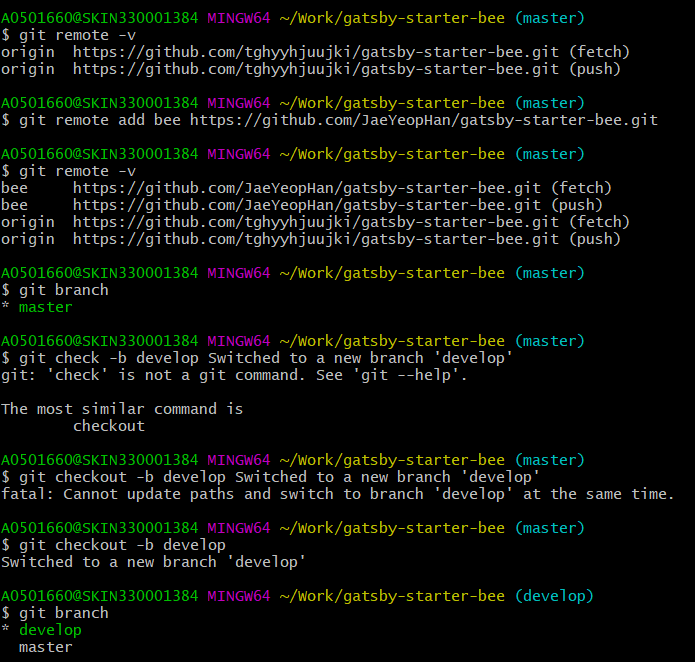 A0501660@SKIN330001384 MINGW64 ~/Work/gatsby-starter-bee (master)
$ git remote -v
origin  https://github.com/tghyyhjuujki/gatsby-starter-bee.git (fetch)
origin  https://github.com/tghyyhjuujki/gatsby-starter-bee.git (push)

A0501660@SKIN330001384 MINGW64 ~/Work/gatsby-starter-bee (master)
$ git remote add bee https://github.com/JaeYeopHan/gatsby-starter-bee.git

A0501660@SKIN330001384 MINGW64 ~/Work/gatsby-starter-bee (master)
$ git remote -v
bee     https://github.com/JaeYeopHan/gatsby-starter-bee.git (fetch)
bee     https://github.com/JaeYeopHan/gatsby-starter-bee.git (push)
origin  https://github.com/tghyyhjuujki/gatsby-starter-bee.git (fetch)
origin  https://github.com/tghyyhjuujki/gatsby-starter-bee.git (push)

A0501660@SKIN330001384 MINGW64 ~/Work/gatsby-starter-bee (master)
$ git branch
* master

A0501660@SKIN330001384 MINGW64 ~/Work/gatsby-starter-bee (master)
$ git check -b develop Switched to a new branch 'develop'
git: 'check' is not a git command. See 'git --help'.

The most similar command is
        checkout

A0501660@SKIN330001384 MINGW64 ~/Work/gatsby-starter-bee (master)
$ git checkout -b develop Switched to a new branch 'develop'
fatal: Cannot update paths and switch to branch 'develop' at the same time.

A0501660@SKIN330001384 MINGW64 ~/Work/gatsby-starter-bee (master)
$ git checkout -b develop
Switched to a new branch 'develop'

A0501660@SKIN330001384 MINGW64 ~/Work/gatsby-starter-bee (develop)
$ git branch
* develop
  master